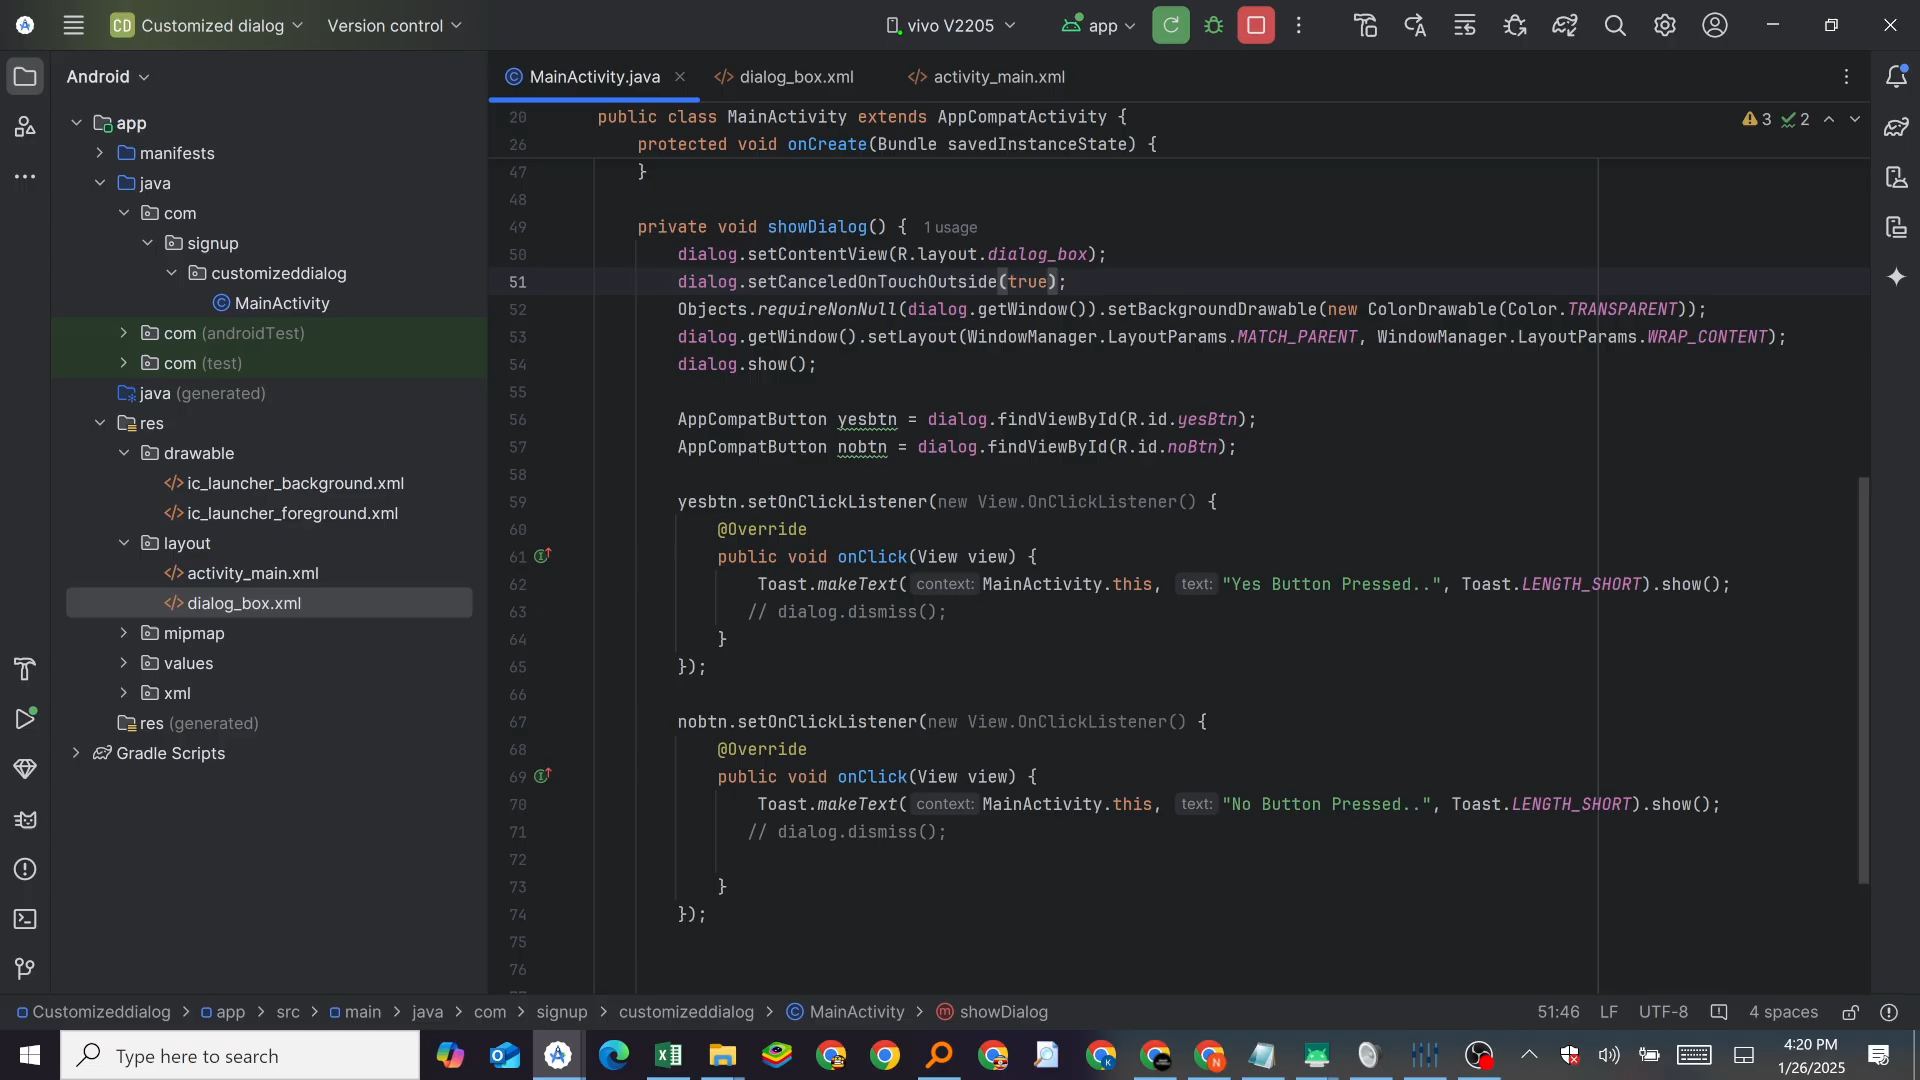 CD Customized dialog Version control vivo V2205 app
Android
MainActivity.java dialog_box.xml activity_main.xml
app
manifests
java
com
signup
customizeddialog
MainActivity
com (androidTest)
com (test)
java (generated)
res
drawable
ic_launcher_background.xml
ic_launcher_foreground.xml
layout
activity_main.xml
dialog_box.xml
mipmap
values
xml
res (generated)
Gradle Scripts
3 2
20 public class MainActivity extends AppCompatActivity {
26 protected void onCreate(Bundle savedInstanceState) {
47 }
48
49 private void showDialog() { 1 usage
50 dialog.setContentView(R.layout.dialog_box);
51 dialog.setCanceledOnTouchOutside(true);
52 Objects.requireNonNull(dialog.getWindow()).setBackgroundDrawable(new ColorDrawable(Color.TRANSPARENT));
53 dialog.getWindow().setLayout(WindowManager.LayoutParams.MATCH_PARENT, WindowManager.LayoutParams.WRAP_CONTENT);
54 dialog.show();
55
56 AppCompatButton yesbtn = dialog.findViewById(R.id.yesBtn);
57 AppCompatButton nobtn = dialog.findViewById(R.id.noBtn);
58
59 yesbtn.setOnClickListener(new View.OnClickListener() {
60 @Override
61 public void onClick(View view) {
62 Toast.makeText( context: MainActivity.this, text: "Yes Button Pressed..", Toast.LENGTH_SHORT).show();
63 // dialog.dismiss();
64 }
65 });
66
67 nobtn.setOnClickListener(new View.OnClickListener() {
68 @Override
69 public void onClick(View view) {
70 Toast.makeText( context: MainActivity.this, text: "No Button Pressed..", Toast.LENGTH_SHORT).show();
71 // dialog.dismiss();
72
73 }
74 });
75
76
Customizeddialog > app > src > main > java > com > signup > customizeddialog > MainActivity > showDialog 51:46 LF UTF-8 4 spaces
Type here to search
4:20 PM
1/26/2025